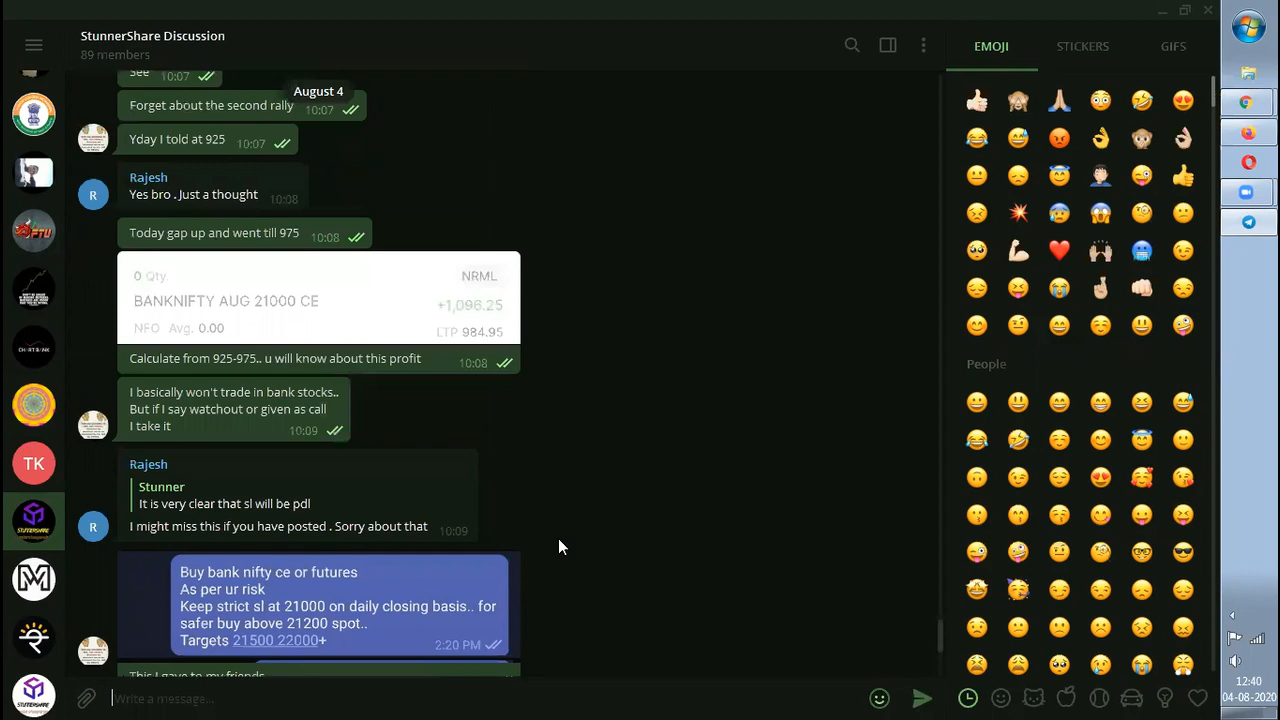 StunnerShare Discussion
89 members
EMOJI
STICKERS
GIFS
See 10:07
August 4
Forget about the second rally 10:07
Yday I told at 925 10:07
Rajesh
Yes bro . Just a thought 10:08
Today gap up and went till 975 10:08
0 Qty. NRML
BANKNIFTY AUG 21000 CE +1,096.25
NFO Avg. 0.00 LTP 984.95
Calculate from 925-975.. u will know about this profit 10:08
I basically won't trade in bank stocks..
But if I say watchout or given as call
I take it 10:09
Rajesh
Stunner
It is very clear that sl will be pdl
I might miss this if you have posted . Sorry about that 10:09
Buy bank nifty ce or futures
As per ur risk
Keep strict sl at 21000 on daily closing basis.. for
safer buy above 21200 spot..
Targets 21500 22000+ 2:20 PM
This I gave to my friends
Write a message...
People
TK
R
R
CHARTBANK
12:40
04-08-2020